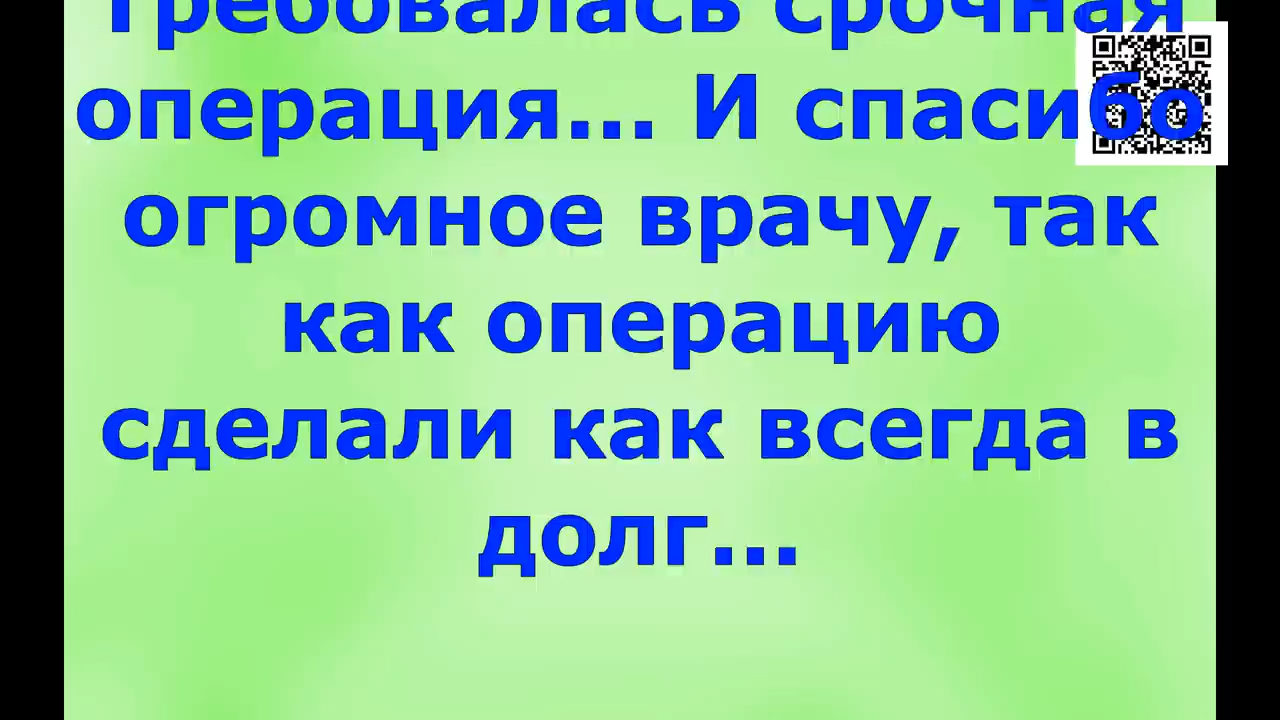 требовалась срочная
операция... И спасибо
огромное врачу, так
как операцию
сделали как всегда в
долг...